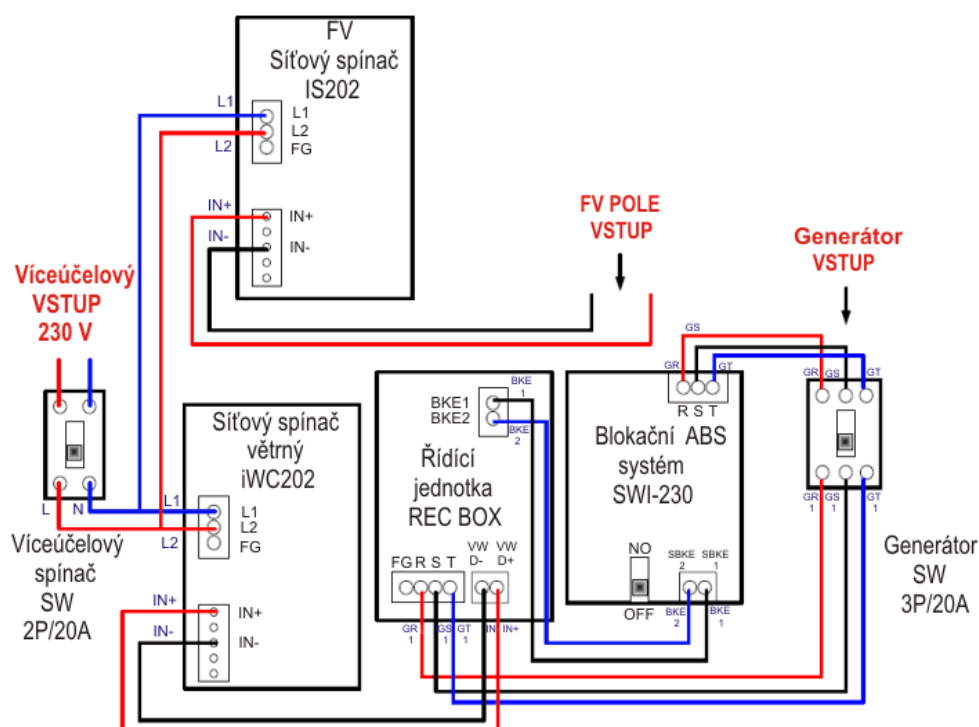 FV
Síťový spínač
IS202
L1
L1
L2
L2
FG
IN+
IN+
IN-
IN-
FV POLE
VSTUP
Generátor
VSTUP
Víceúčelový
VSTUP
230 V
GS
GR
GT
R S T
GR
GS
GT
BKE
1
BKE1
BKE2
BKE
2
Řídící
jednotka
REC BOX
Blokační ABS
systém
SWI-230
Síťový spínač
větrný
iWC202
L
N
L1
L1
L2
L2
FG
GR
1
GS
1
GT
1
Víceúčelový
spínač
SW
2P/20A
VW
D-
VW
D+
FG R S T
NO
OFF
SBKE
2
SBKE
1
BKE
2
BKE
1
Generátor
SW
3P/20A
IN+
IN+
IN-
IN-
GR
1
GS
1
GT
1
IN-
IN+